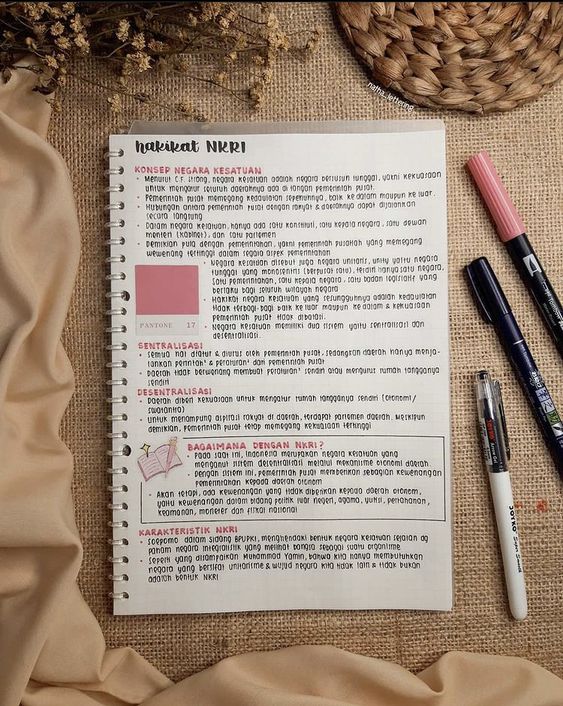 hakikat NKRI
KONSEP NEGARA KESATUAN
• Menurut C.F. Strong, negara kesatuan adalah negara bersusun tunggal, yakni kekuasaan
untuk mengatur seluruh daerahnya ada di tangan pemerintah pusat.
• Pemerintah pusat memegang kedaulatan sepenuhnya, baik ke dalam maupun ke luar.
• Hubungan antara pemerintah pusat dengan rakyat & daerahnya dapat dijalankan
secara langsung
• Dalam negara kesatuan, hanya ada satu konstitusi, satu kepala negara, satu dewan
menteri (kabinet), dan satu parlemen
• Demikian pula dengan pemerintahan, yakni pemerintah pusatlah yang memegang
wewenang tertinggi dalam segala aspek pemerintahan
• Negara kesatuan disebut juga negara unitaris, unity yaitu negara
tunggal yang monosentris (berpusat satu), terdiri hanya satu negara,
satu pemerintahan, satu kepala negara, satu badan legislatif yang
berlaku bagi seluruh wilayah negara
• Hakikat negara kesatuan yang sesungguhnya adalah kedaulatan
tidak terbagi bagi baik ke luar maupun ke dalam & kekuasaan
pemerintah pusat tidak dibatasi.
• Negara kesatuan memiliki dua sistem yaitu sentralisasi dan
desentralisasi.
PANTONE 17
SENTRALISASI
• Semua hal diatur & diurus oleh pemerintah pusat, sedangkan daerah hanya menja-
lankan perintah² & peraturan² dari pemerintah pusat
• Daerah tidak berwenang membuat peraturan² sendiri atau mengurus rumah tangganya
sendiri
DESENTRALISASI
• Daerah diberi kekuasaan untuk mengatur rumah tangganya sendiri (otonomi /
swatantra)
• Untuk menampung aspirasi rakyat di daerah, terdapat parlemen daerah. Meskipun
demikian, pemerintah pusat tetap memegang kekuasaan tertinggi
BAGAIMANA DENGAN NKRI?
• Pada saat ini, Indonesia merupakan negara kesatuan yang
menganut sistem desentralisasi melalui mekanisme otonomi daerah.
• Dengan sistem ini, pemerintah pusat memberikan sebagian kewenangan
pemerintahan kepada daerah otonomi
• Akan tetapi, ada kewenangan yang tidak diberikan kepada daerah otonom,
yaitu kewenangan dalam bidang politik luar negeri, agama, yustisi, pertahanan,
keamanan, moneter dan fiskal nasional
KARAKTERISTIK NKRI
• Soepomo dalam sidang BPUPKI, menghendaki bentuk negara kesatuan sejalan dg
paham negara integralistik yang melihat bangsa sebagai suatu organisme
• Seperti yang disampaikan Muhammad Yamin, bahwa kita hanya membutuhkan
negara yang bersifat unitarisme & wujud negara kita tidak lain & tidak bukan
adalah bentuk NKRI
natha_lettering